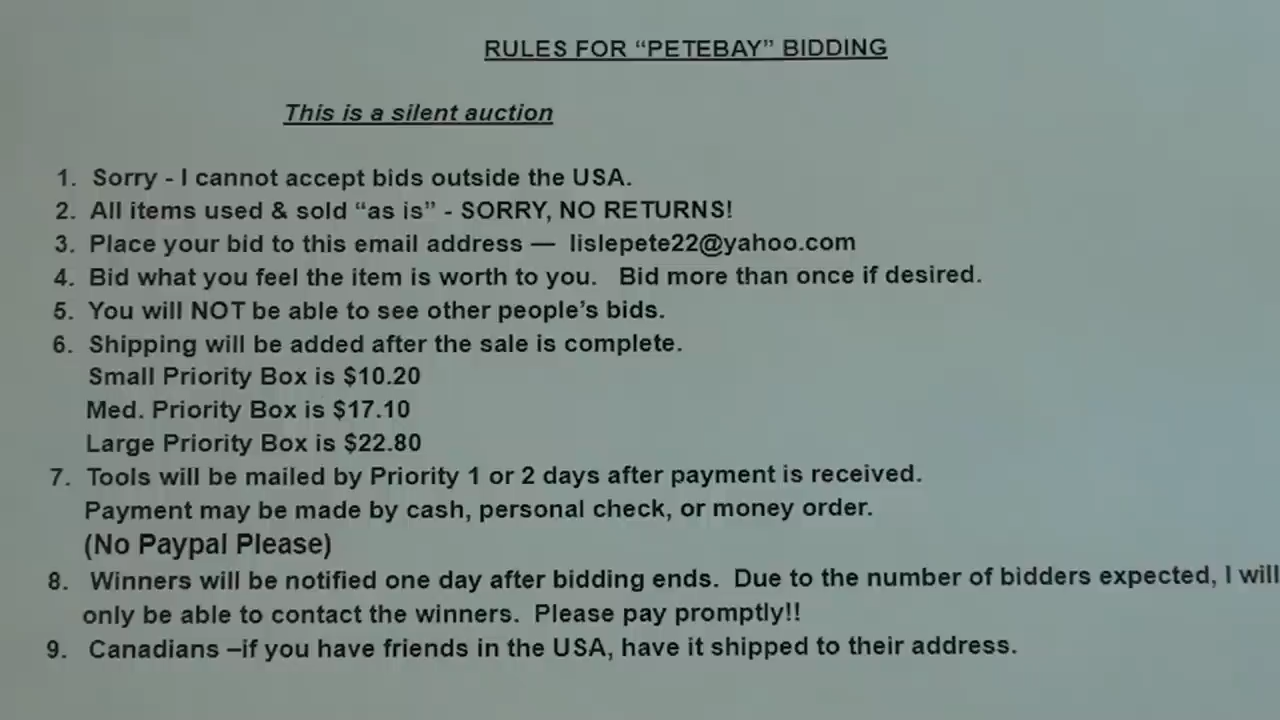 RULES FOR “PETEBAY” BIDDING
This is a silent auction
1. Sorry - I cannot accept bids outside the USA.
2. All items used & sold “as is” - SORRY, NO RETURNS!
3. Place your bid to this email address — lislepete22@yahoo.com
4. Bid what you feel the item is worth to you. Bid more than once if desired.
5. You will NOT be able to see other people’s bids.
6. Shipping will be added after the sale is complete.
Small Priority Box is $10.20
Med. Priority Box is $17.10
Large Priority Box is $22.80
7. Tools will be mailed by Priority 1 or 2 days after payment is received.
Payment may be made by cash, personal check, or money order.
(No Paypal Please)
8. Winners will be notified one day after bidding ends. Due to the number of bidders expected, I will
only be able to contact the winners. Please pay promptly!!
9. Canadians –if you have friends in the USA, have it shipped to their address.